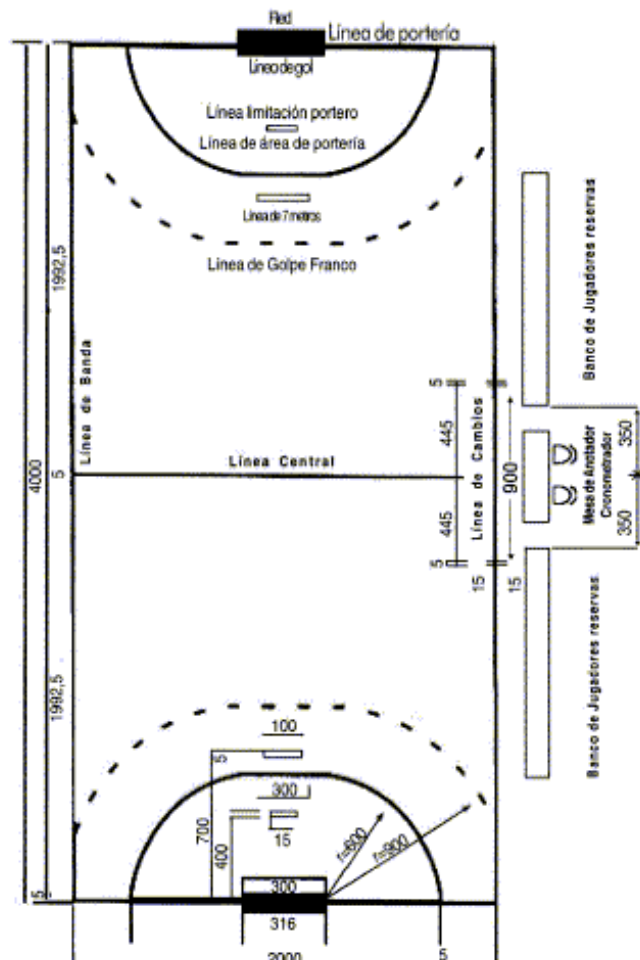 Red
Línea de portería
Línea de gol
Línea limitación portero
Línea de área de portería
Línea de 7 metros
Línea de Golpe Franco
1992,5
Línea de Banda
Banco de Jugadores reservas
5
445
Línea de Cambios
900
350
4000
5
Línea Central
Mesa de Anotador
Cronometrador
445
350
5
15
15
1992,5
Banco de Jugadores reservas
100
5
300
700
400
15
r=600
r=900
5
300
316
2000
5